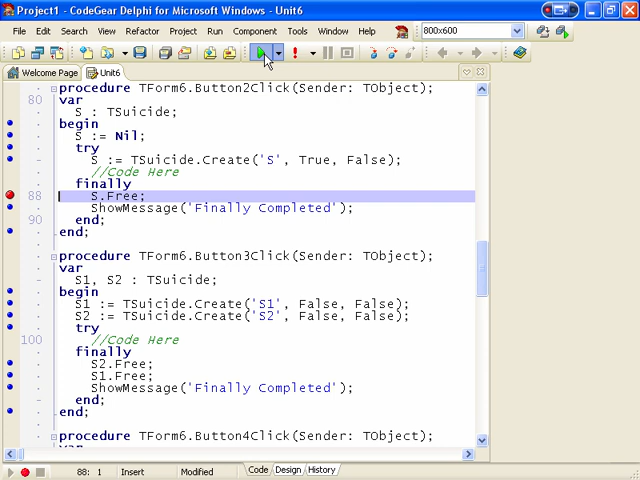 Project1 - CodeGear Delphi for Microsoft Windows - Unit6
File Edit Search View Refactor Project Run Component Tools Window Help 800x600
Welcome Page Unit6
procedure TForm6.Button2Click(Sender: TObject);
80 var
S : TSuicide;
begin
S := Nil;
try
S := TSuicide.Create('S', True, False);
//Code Here
finally
88 S.Free;
ShowMessage('Finally Completed');
90 end;
end;
procedure TForm6.Button3Click(Sender: TObject);
var
S1, S2 : TSuicide;
begin
S1 := TSuicide.Create('S1', False, False);
S2 := TSuicide.Create('S2', False, False);
try
100 //Code Here
finally
S2.Free;
S1.Free;
ShowMessage('Finally Completed');
end;
end;
procedure TForm6.Button4Click(Sender: TObject);
var
88: 1 Insert Modified Code Design History